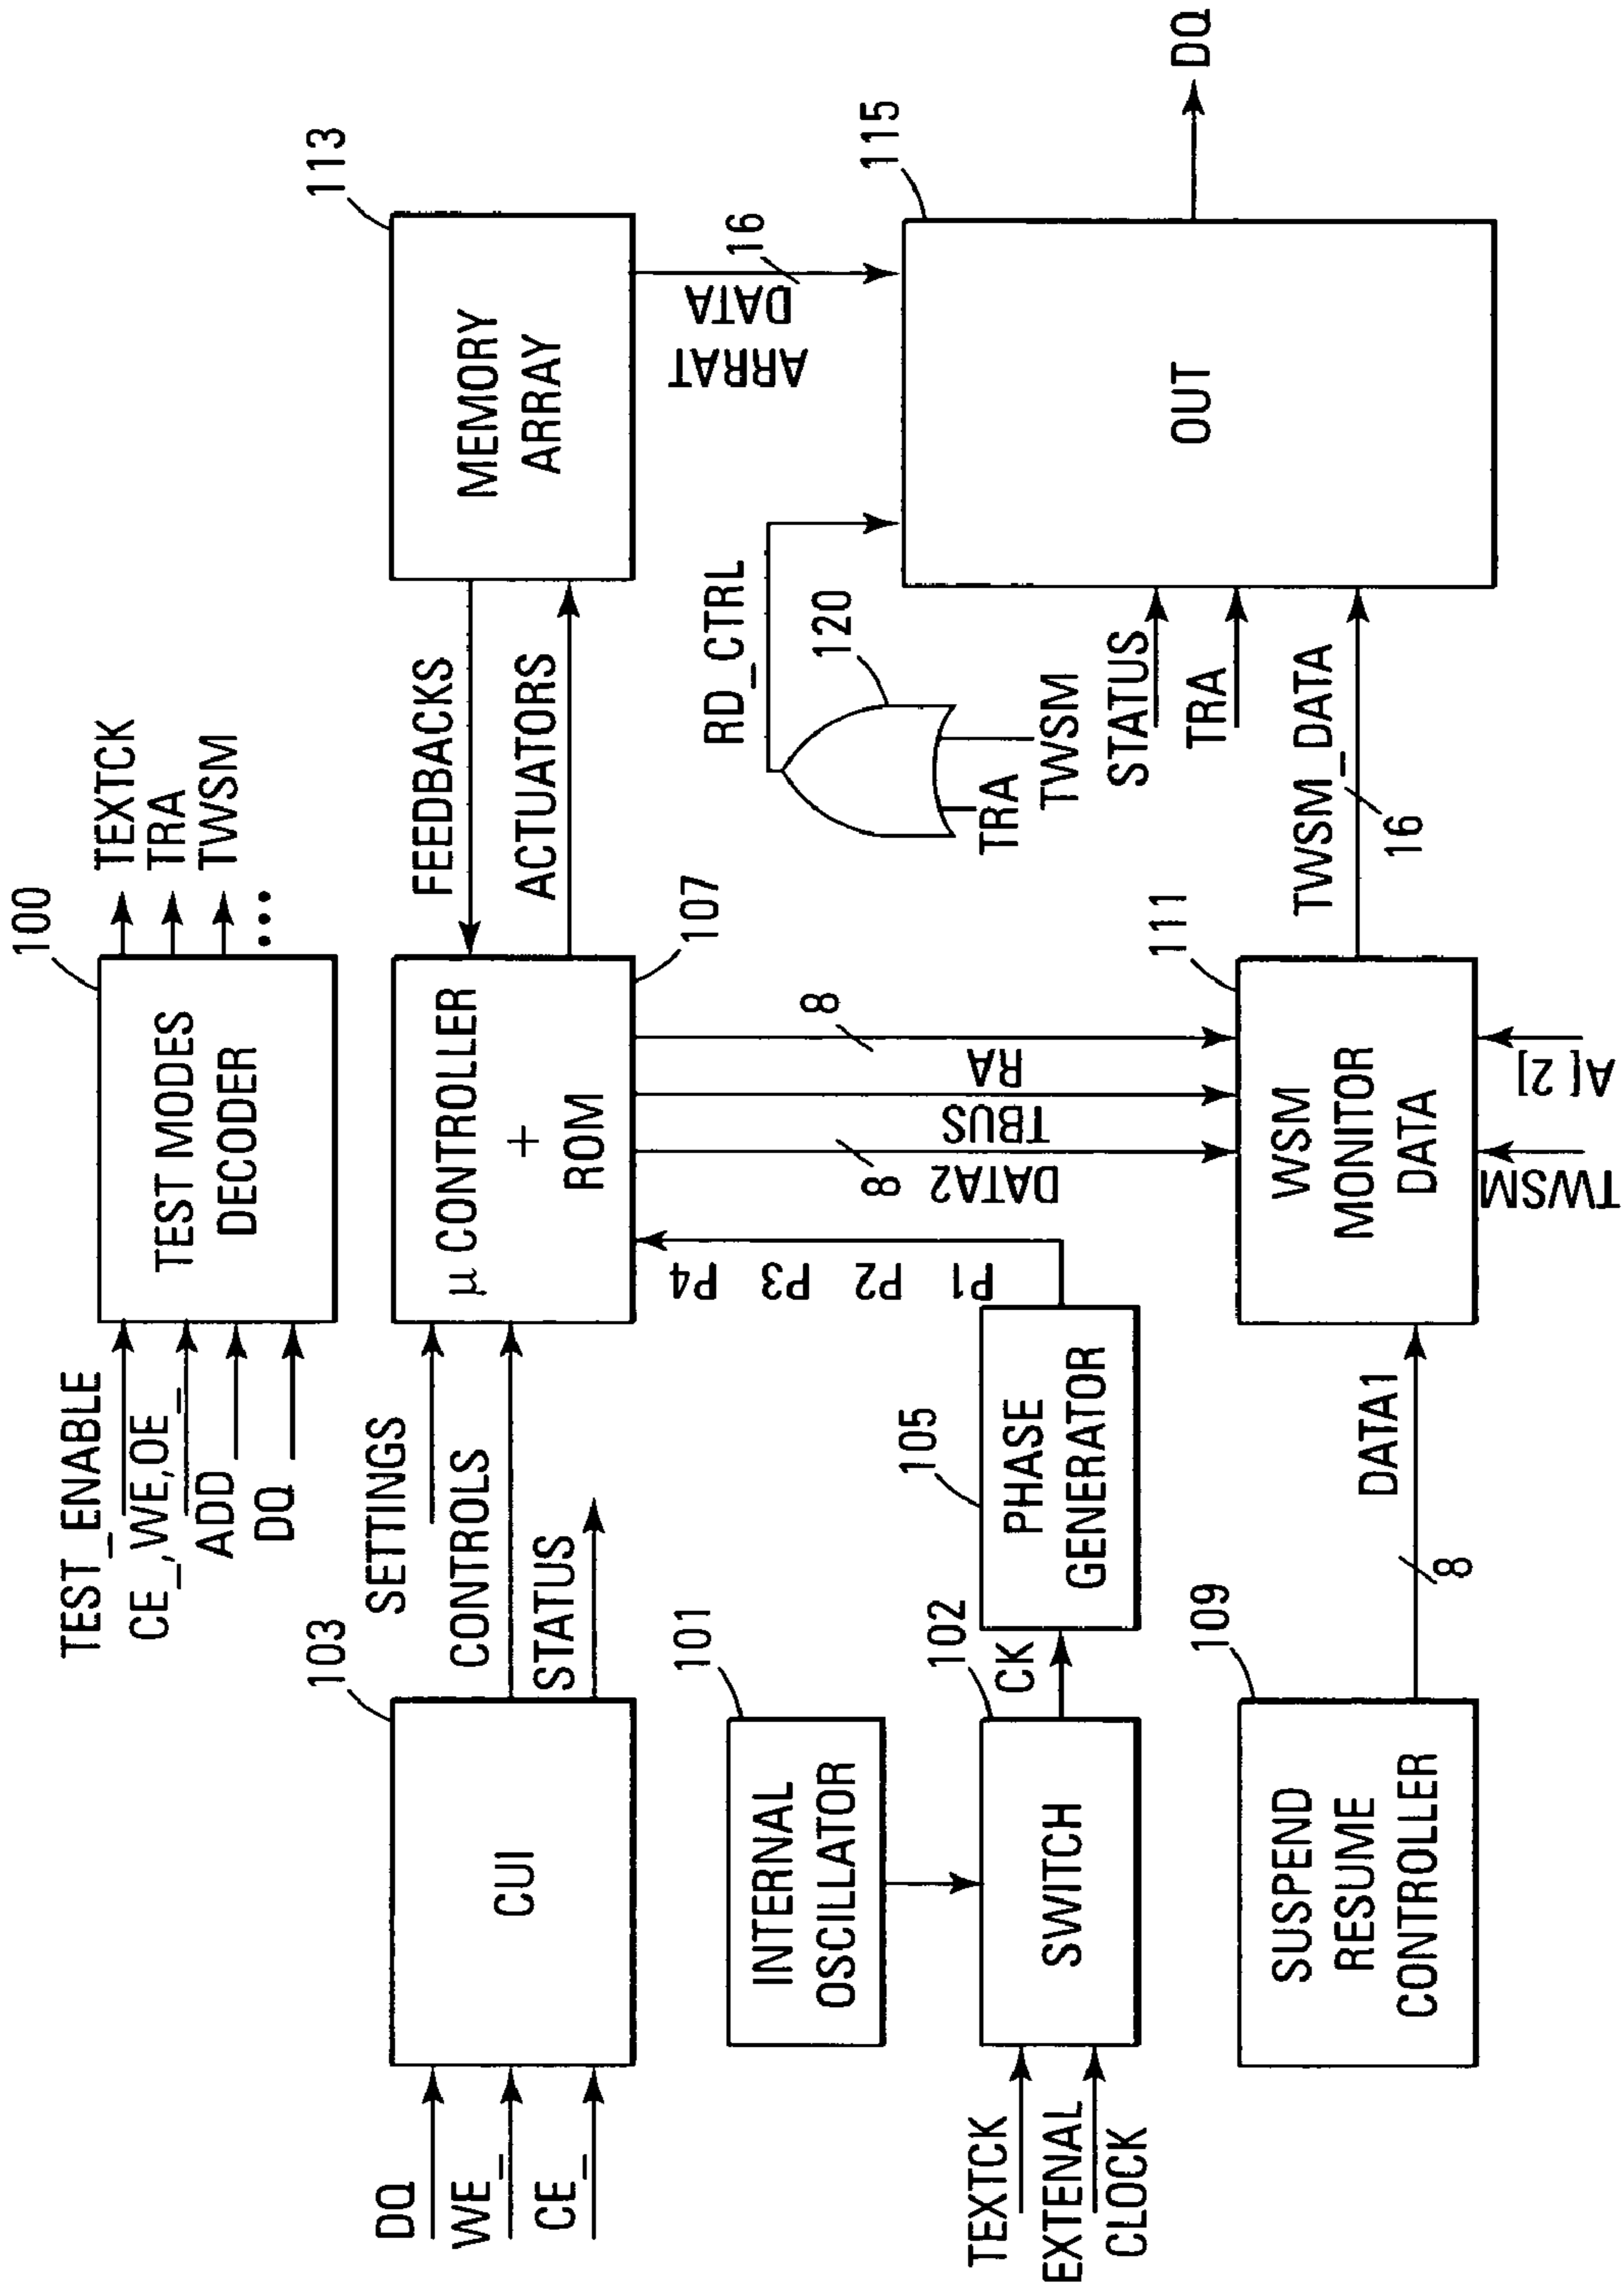 100
TEST_ENABLE
CE_,WE,OE_
ADD
DQ
TEST MODES
DECODER
TEXTCK
TRA
TWSM
...
103
DQ
WE_
CE_
CUI
SETTINGS
CONTROLS
STATUS
μ CONTROLLER
+
ROM
107
FEEDBACKS
ACTUATORS
113
MEMORY
ARRAY
101
INTERNAL
OSCILLATOR
102
TEXTCK
EXTENAL
CLOCK
SWITCH
CK
105
PHASE
GENERATOR
P1 P2 P3 P4
8
DATA2
TBUS
8
RA
RD_CTRL
120
TRA
TWSM
16
ARRAT
DATA
115
STATUS
TRA
OUT
DQ
109
SUSPEND
RESUME
CONTROLLER
DATA1
8
111
WSM
MONITOR
DATA
TWSM
A[2]
TWSM_DATA
16